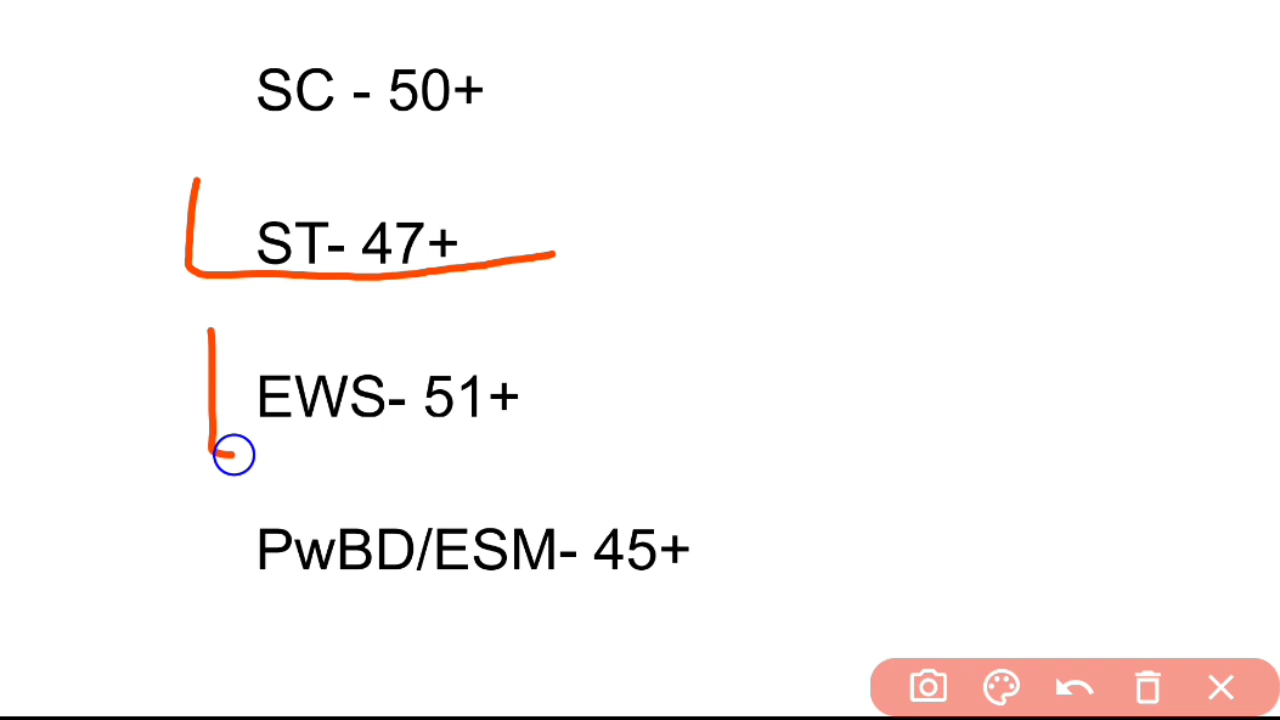 SC - 50+
ST- 47+
EWS- 51+
PwBD/ESM- 45+